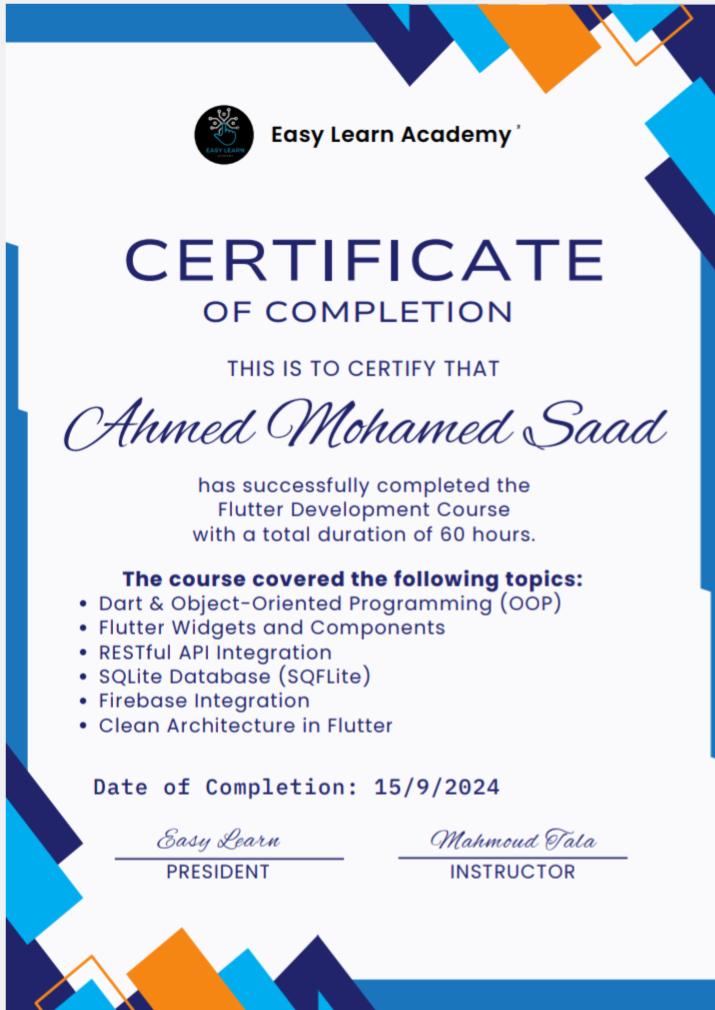 EASY LEARN
Easy Learn Academy
CERTIFICATE
OF COMPLETION
THIS IS TO CERTIFY THAT
Ahmed Mohamed Saad
has successfully completed the
Flutter Development Course
with a total duration of 60 hours.
The course covered the following topics:
• Dart & Object-Oriented Programming (OOP)
• Flutter Widgets and Components
• RESTful API Integration
• SQLite Database (SQFLite)
• Firebase Integration
• Clean Architecture in Flutter
Date of Completion: 15/9/2024
Easy Learn Mahmoud Tala
PRESIDENT INSTRUCTOR